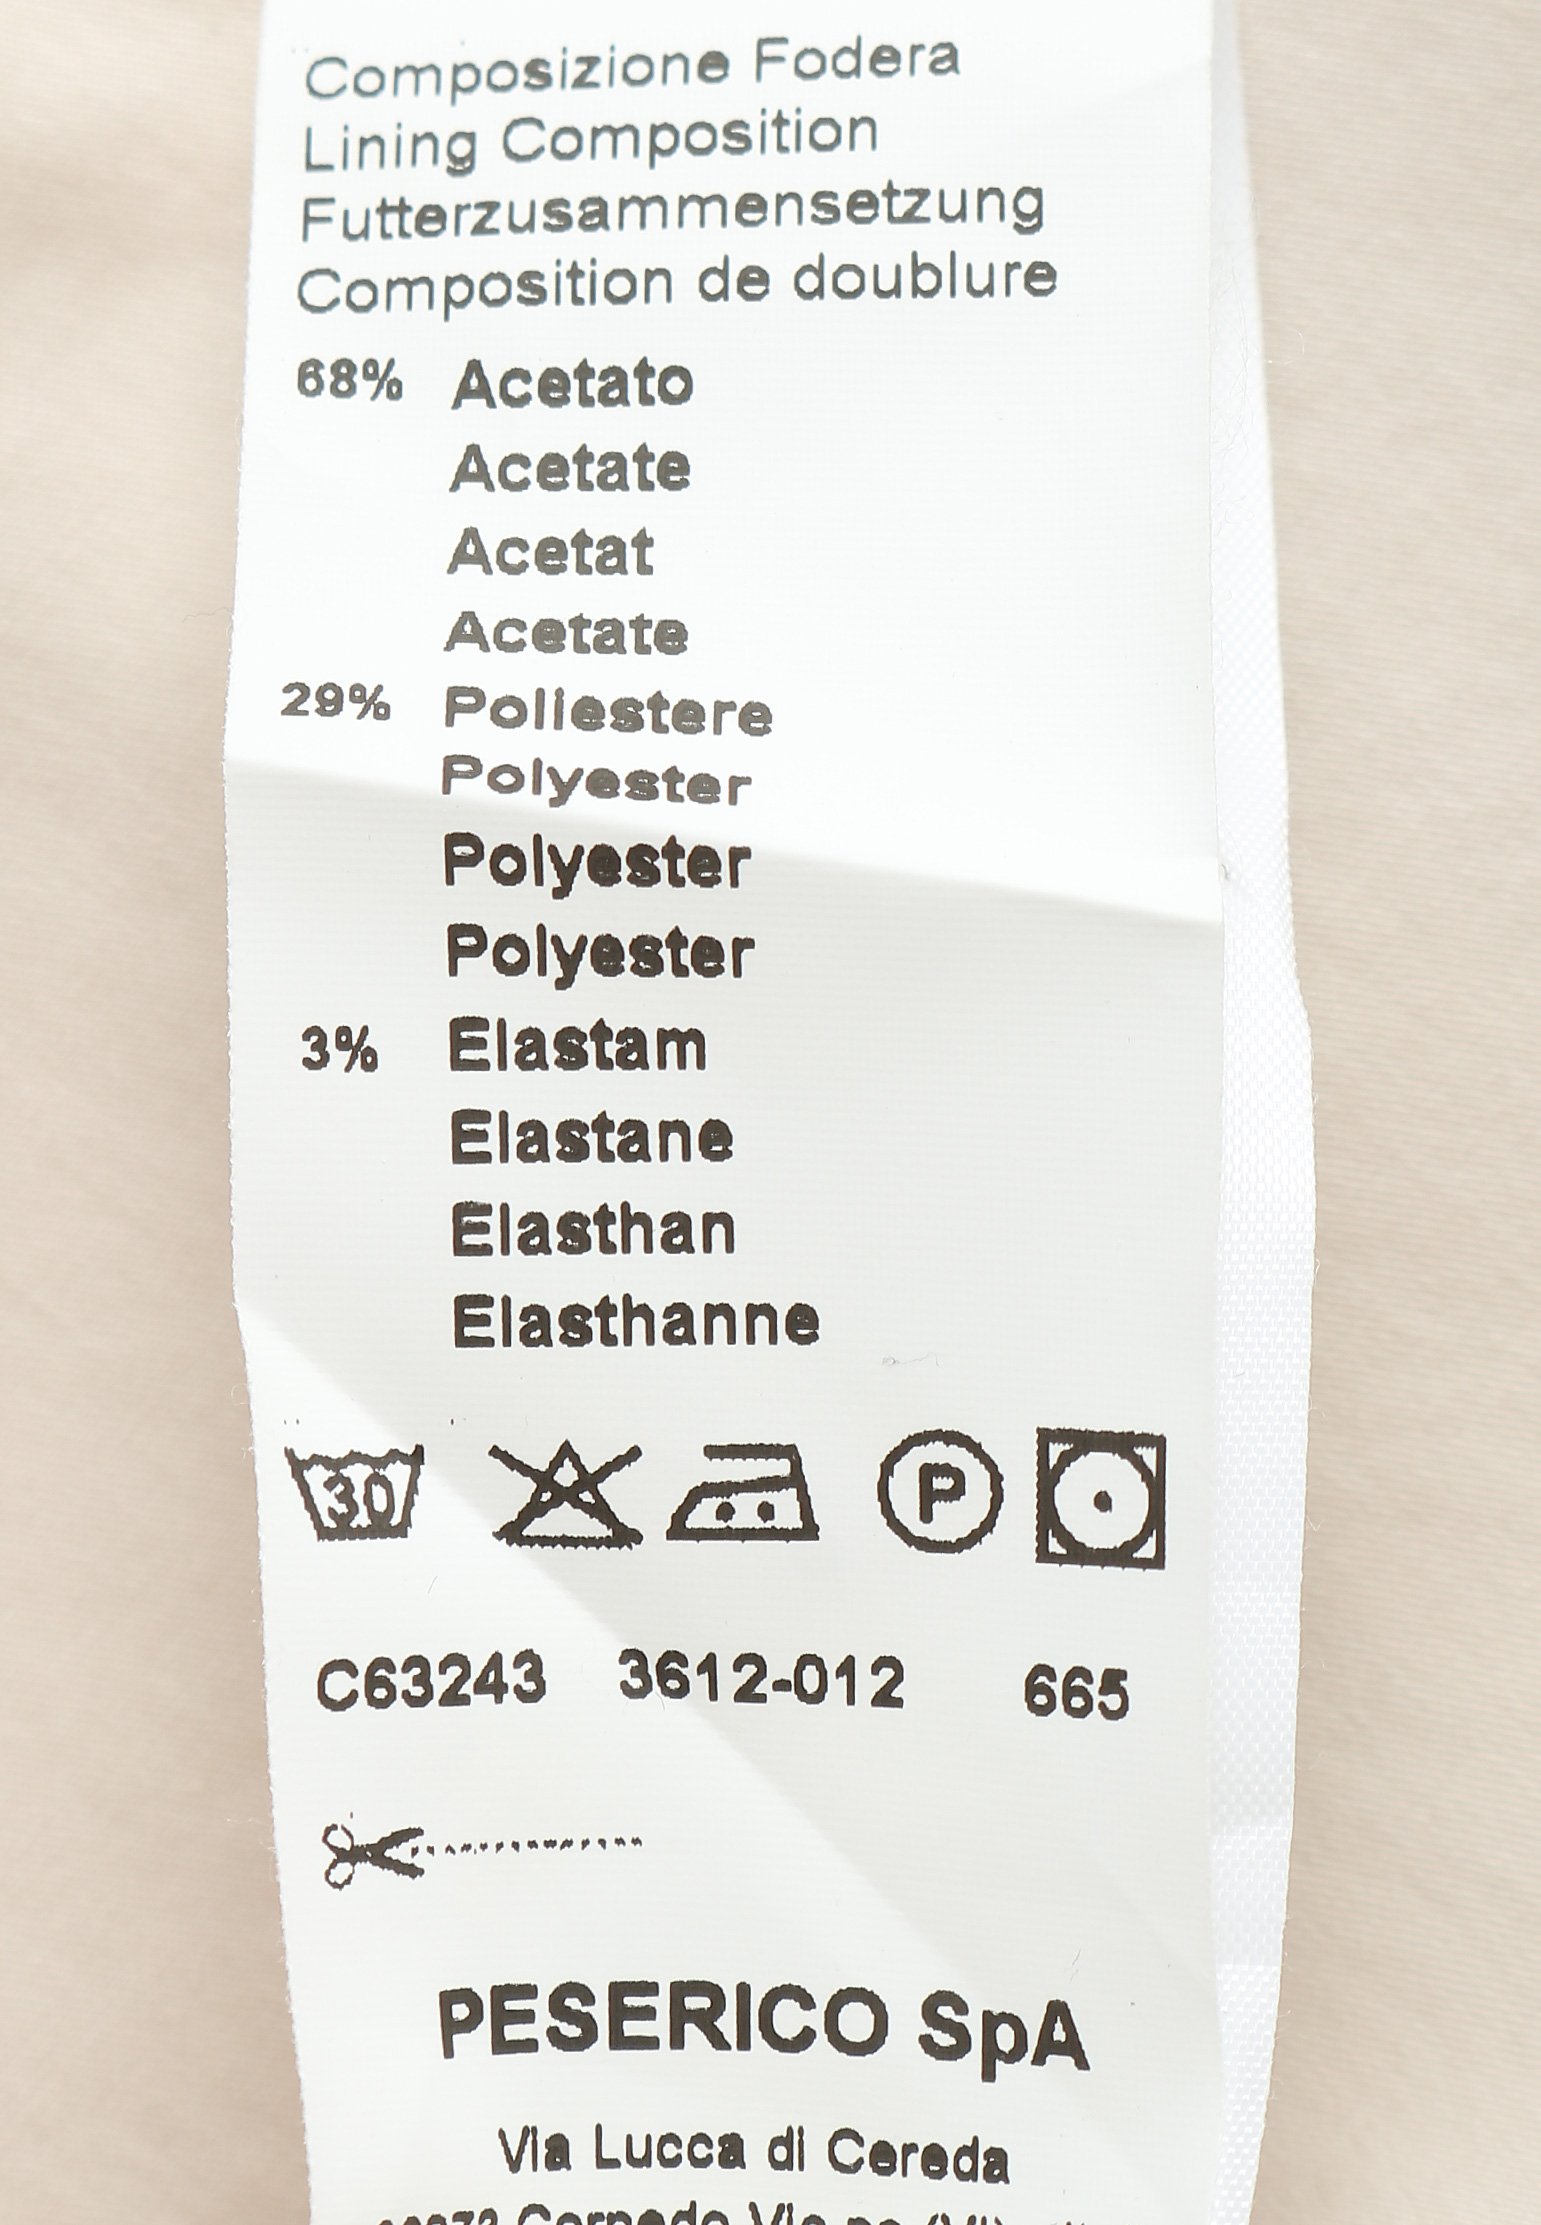 Composizione Fodera
Lining Composition
Futterzusammensetzung
Composition de doublure
68% Acetato
Acetate
Acetat
Acetate
29% Poliestere
Polyester
Polyester
Polyester
3% Elastam
Elastane
Elasthan
Elasthanne
30 P
C63243 3612-012 665
PESERICO SpA
Via Lucca di Cereda
Cornedo